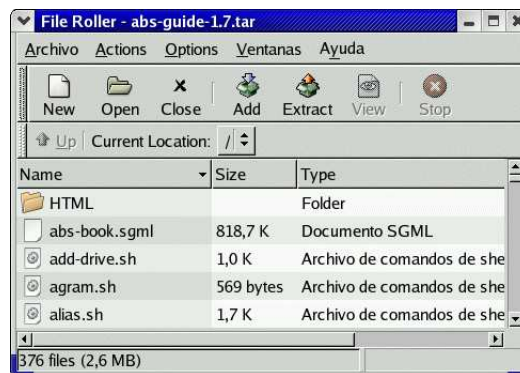 File Roller - abs-guide-1.7.tar
Archivo Actions Options Ventanas Ayuda
New Open Close Add Extract View Stop
Up Current Location: /
Name Size Type
HTML Folder
abs-book.sgml 818,7 K Documento SGML
add-drive.sh 1,0 K Archivo de comandos de she
agram.sh 569 bytes Archivo de comandos de she
alias.sh 1,7 K Archivo de comandos de she
376 files (2,6 MB)